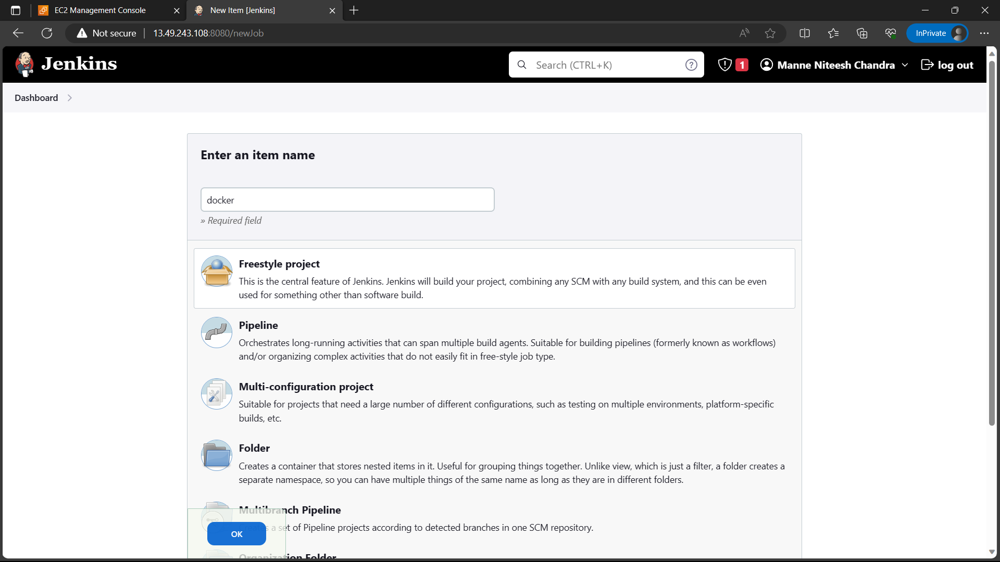 EC2 Management Console
New Item [Jenkins]
Not secure
13.49.243.108:8080/newJob
InPrivate
Jenkins
Search (CTRL+K)
1
Manne Niteesh Chandra
log out
Dashboard
Enter an item name
docker
» Required field
Freestyle project
This is the central feature of Jenkins. Jenkins will build your project, combining any SCM with any build system, and this can be even
used for something other than software build.
Pipeline
Orchestrates long-running activities that can span multiple build agents. Suitable for building pipelines (formerly known as workflows)
and/or organizing complex activities that do not easily fit in free-style job type.
Multi-configuration project
Suitable for projects that need a large number of different configurations, such as testing on multiple environments, platform-specific
builds, etc.
Folder
Creates a container that stores nested items in it. Useful for grouping things together. Unlike view, which is just a filter, a folder creates a
separate namespace, so you can have multiple things of the same name as long as they are in different folders.
Multibranch Pipeline
Creates a set of Pipeline projects according to detected branches in one SCM repository.
OK
Organization Folder